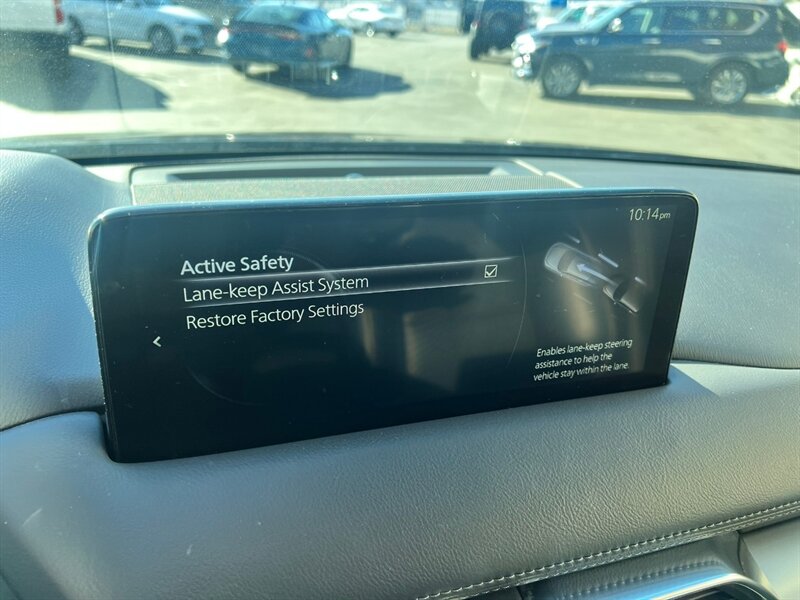 10:14pm
Active Safety
Lane-keep Assist System
Restore Factory Settings
Enables lane-keep steering
assistance to help the
vehicle stay within the lane.